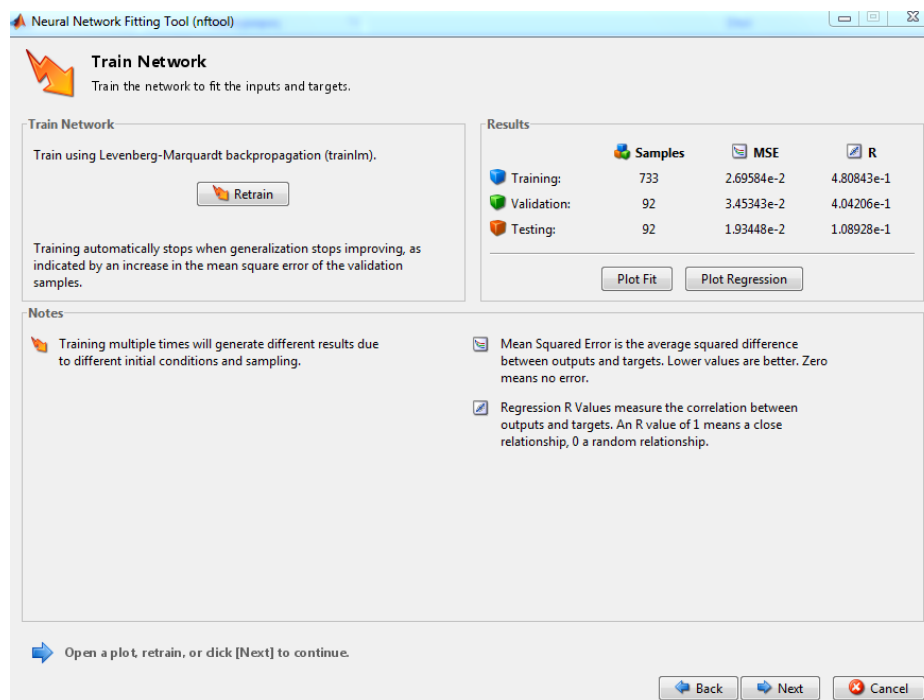 Neural Network Fitting Tool (nftool)
Train Network
Train the network to fit the inputs and targets.
Train Network
Train using Levenberg-Marquardt backpropagation (trainlm).
Retrain
Training automatically stops when generalization stops improving, as
indicated by an increase in the mean square error of the validation
samples.
Results
Samples MSE R
Training: 733 2.69584e-2 4.80843e-1
Validation: 92 3.45343e-2 4.04206e-1
Testing: 92 1.93448e-2 1.08928e-1
Plot Fit Plot Regression
Notes
Training multiple times will generate different results due
to different initial conditions and sampling.
Mean Squared Error is the average squared difference
between outputs and targets. Lower values are better. Zero
means no error.
Regression R Values measure the correlation between
outputs and targets. An R value of 1 means a close
relationship, 0 a random relationship.
Open a plot, retrain, or click [Next] to continue.
Back Next Cancel